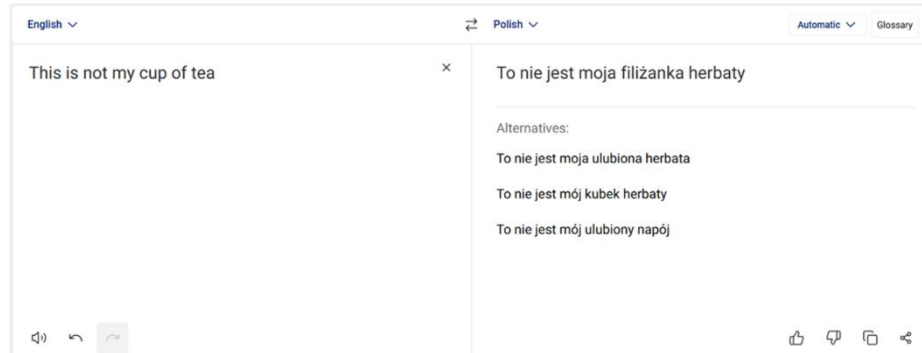 English
Polish
Automatic
Glossary
This is not my cup of tea
To nie jest moja filiżanka herbaty
Alternatives:
To nie jest moja ulubiona herbata
To nie jest mój kubek herbaty
To nie jest mój ulubiony napój